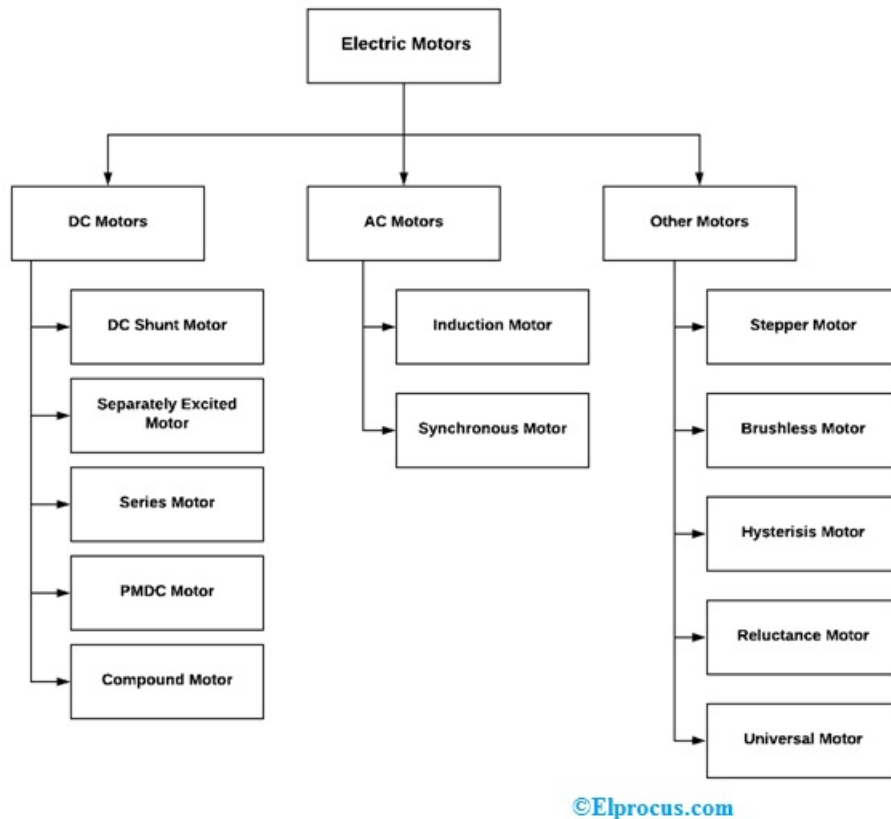 Electric Motors
DC Motors
AC Motors
Other Motors
DC Shunt Motor
Separately Excited
Motor
Series Motor
PMDC Motor
Compound Motor
Induction Motor
Synchronous Motor
Stepper Motor
Brushless Motor
Hysterisis Motor
Reluctance Motor
Universal Motor
©Elprocus.com